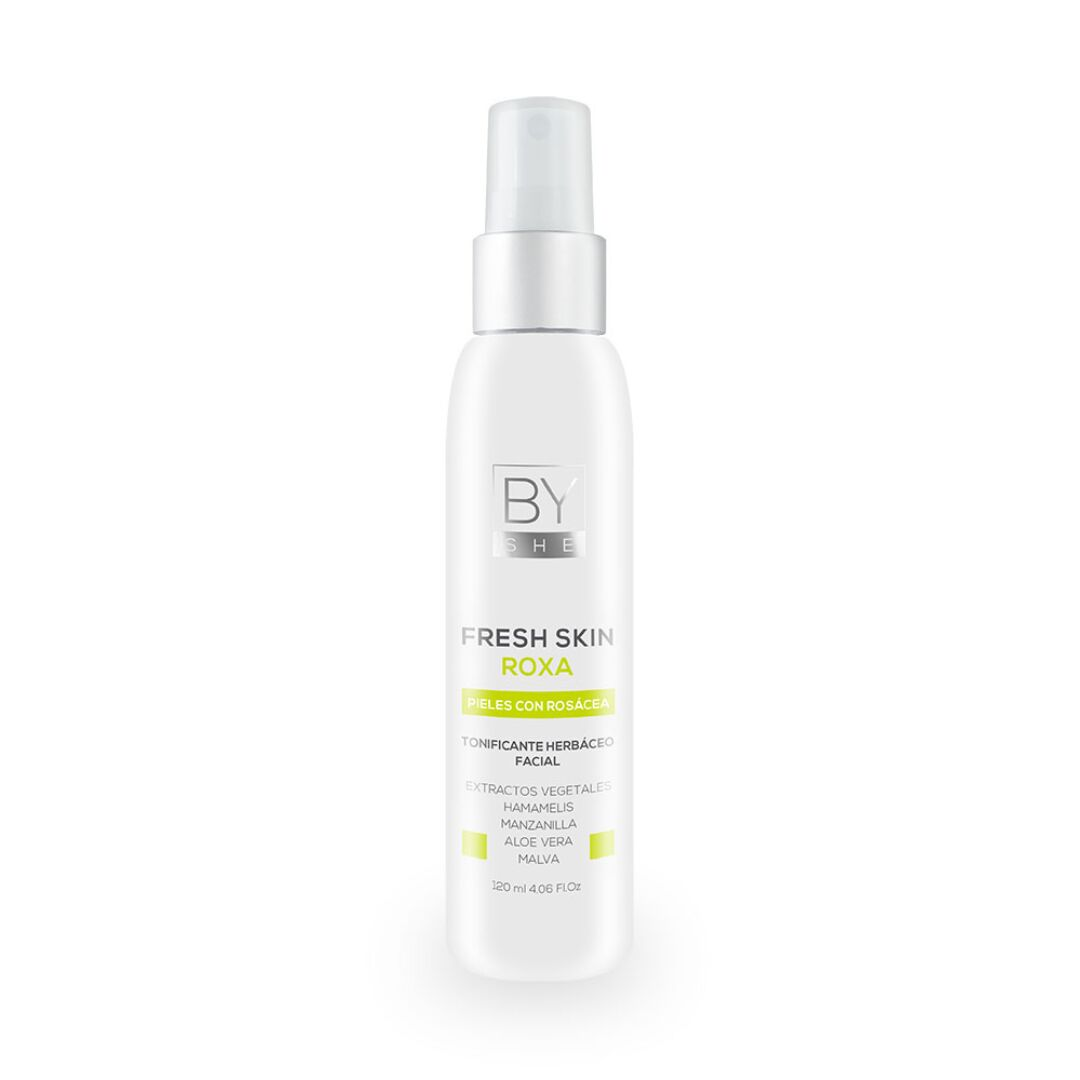 BY
SHE
FRESH SKIN
ROXA
PIELES CON ROSÁCEA
TONIFICANTE HERBÁCEO
FACIAL
EXTRACTOS VEGETALES
HAMAMELIS
MANZANILLA
ALOE VERA
MALVA
120 ml 4.06 Fl.Oz